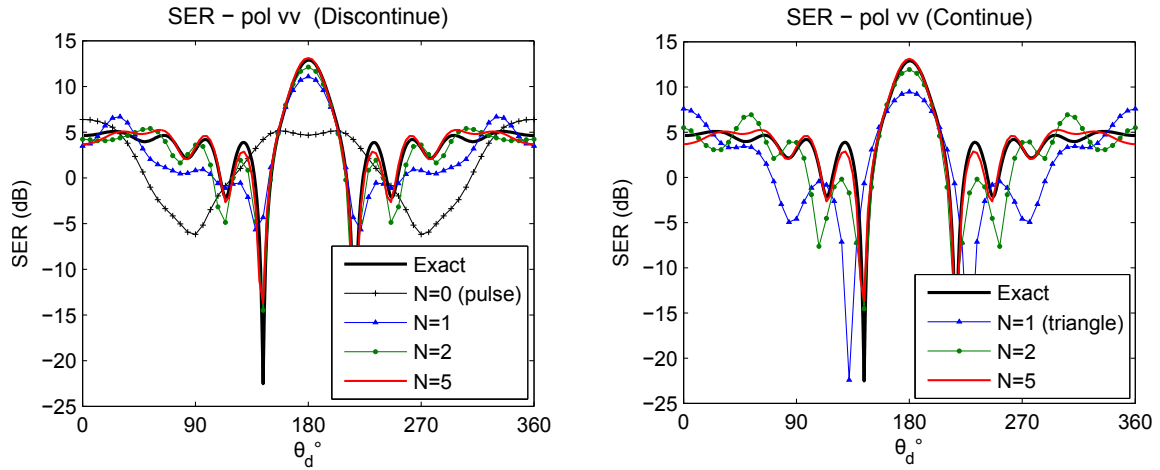 SER − pol vv (Discontinue)
15
10
5
0
−5
−10
−15
−20
−25
SER (dB)
0
90
180
270
360
θd°
Exact
N=0 (pulse)
N=1
N=2
N=5
SER − pol vv (Continue)
15
10
5
0
−5
−10
−15
−20
−25
SER (dB)
0
90
180
270
360
θd°
Exact
N=1 (triangle)
N=2
N=5